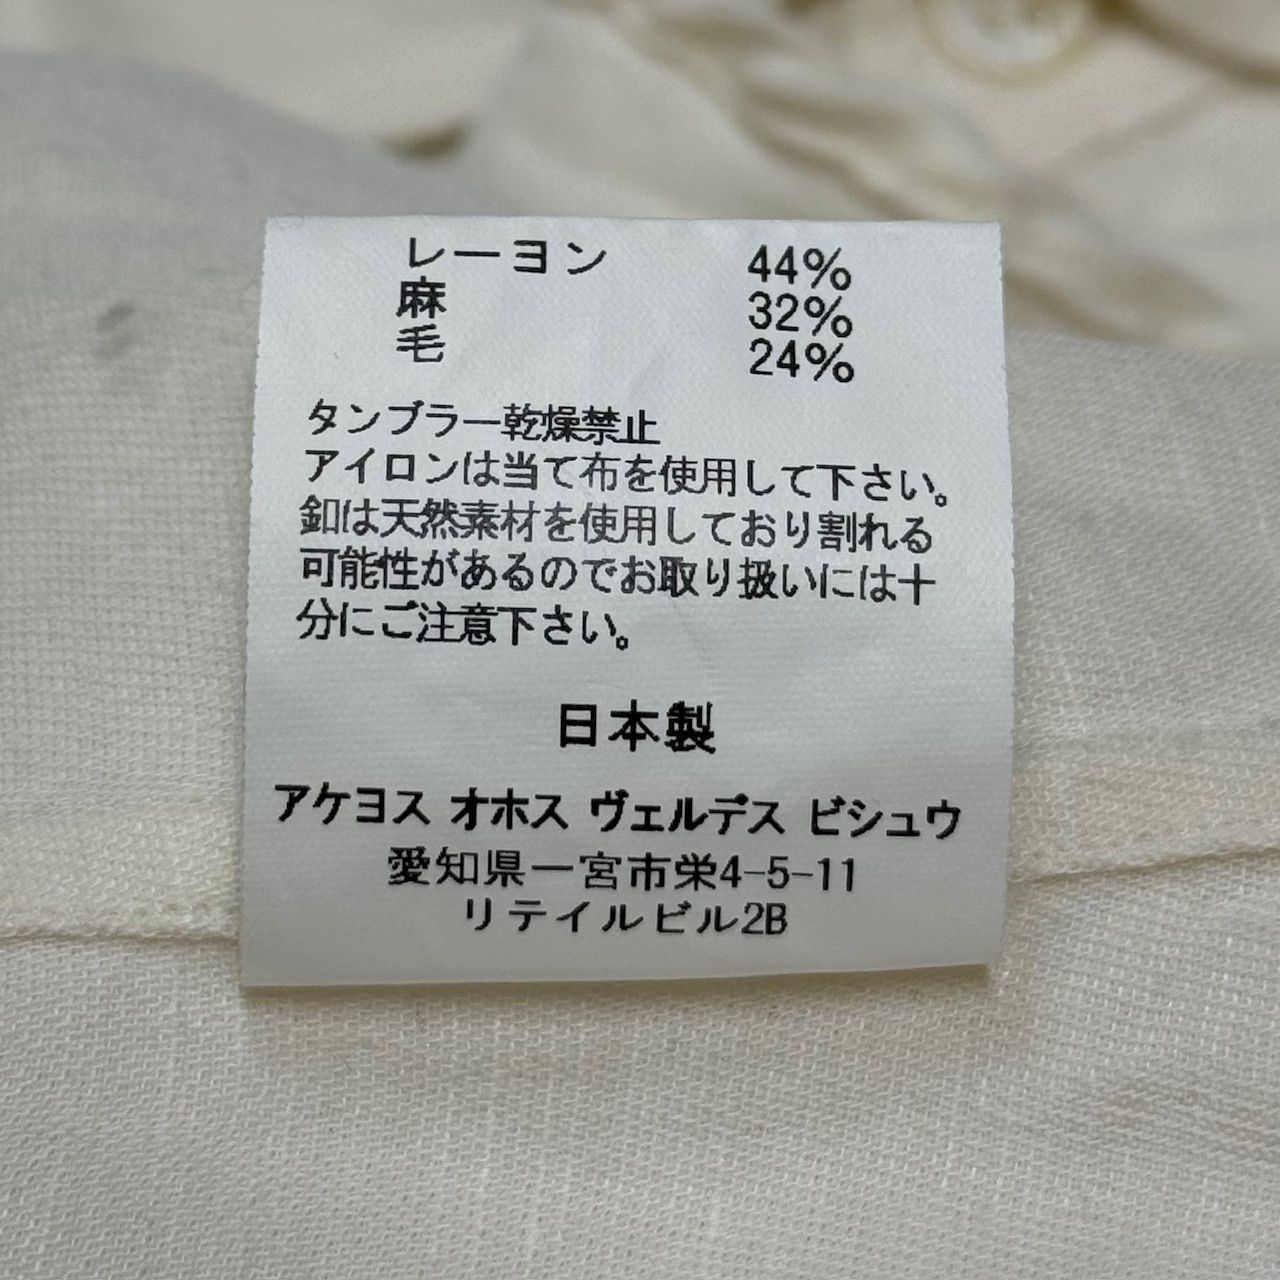 レーヨン 44%
麻 32%
毛 24%
タンブラー乾燥禁止
アイロンは当て布を使用して下さい。
釦は天然素材を使用しており割れる
可能性があるのでお取り扱いには十
分にご注意下さい。
日本製
アケヨス オホス ヴェルデス ビシュウ
愛知県一宮市栄4-5-11
リテイルビル2B